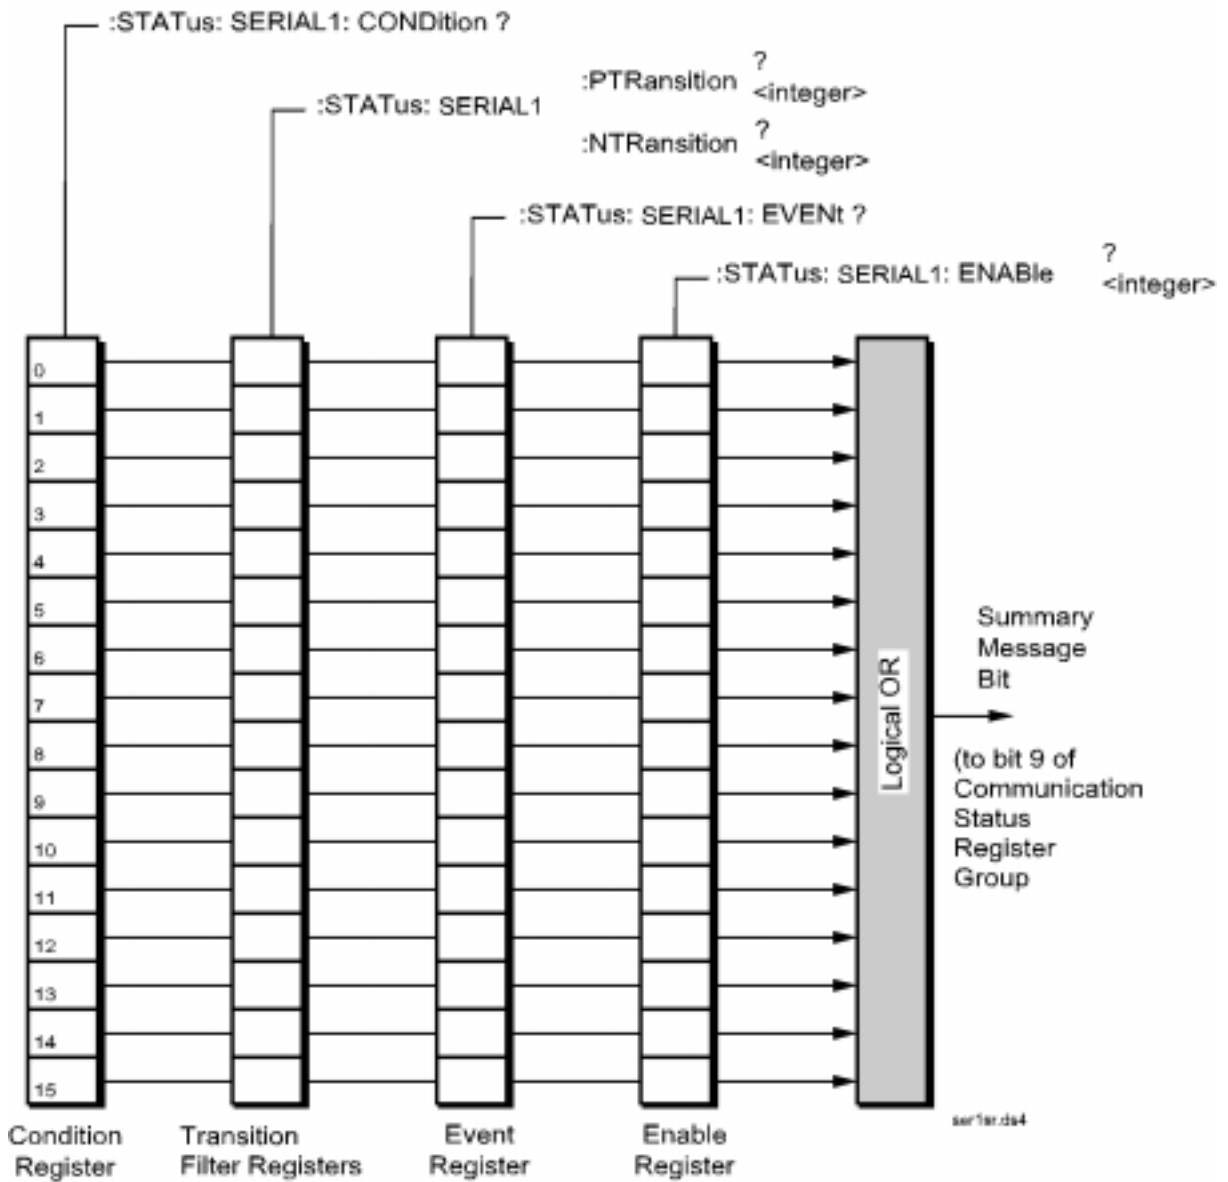 :STATus: SERIAL1: CONDition ?
:STATus: SERIAL1
:PTRansition ?
<integer>
:NTRansition ?
<integer>
:STATus: SERIAL1: EVENt ?
:STATus: SERIAL1: ENABle ?
<integer>
0
1
2
3
4
5
6
7
8
9
10
11
12
13
14
15
Logical OR
Summary
Message
Bit
(to bit 9 of
Communication
Status
Register
Group
ser1sr.ds4
Condition
Register
Transition
Filter Registers
Event
Register
Enable
Register